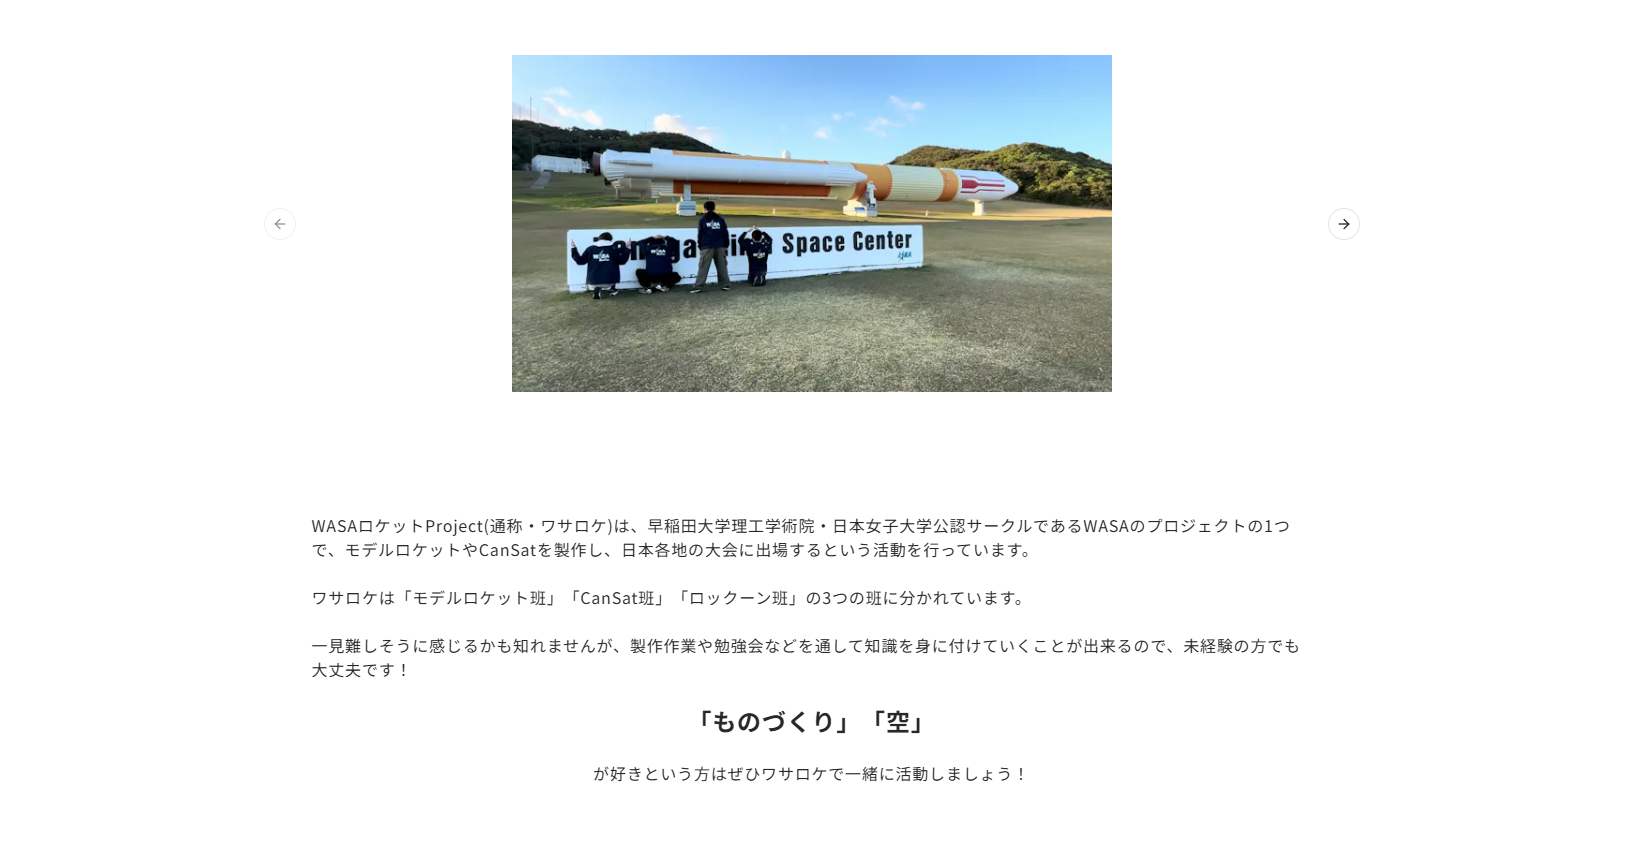 Space Center
WASAロケットProject(通称・ワサロケ)は、早稲田大学理工学術院・日本女子大学公認サークルであるWASAのプロジェクトの1つ
で、モデルロケットやCanSatを製作し、日本各地の大会に出場するという活動を行っています。
ワサロケは「モデルロケット班」「CanSat班」「ロックーン班」の3つの班に分かれています。
一見難しそうに感じるかも知れませんが、製作作業や勉強会などを通して知識を身に付けていくことが出来るので、未経験の方でも
大丈夫です！
「ものづくり」「空」
が好きという方はぜひワサロケで一緒に活動しましょう！